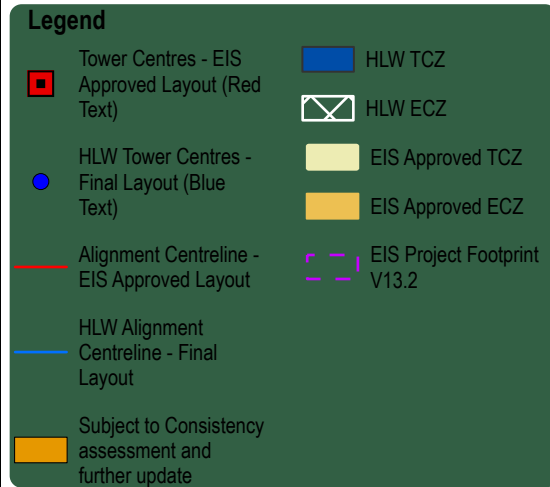 Legend
Tower Centres - EIS
Approved Layout (Red
Text)
HLW Tower Centres -
Final Layout (Blue
Text)
Alignment Centreline -
EIS Approved Layout
HLW Alignment
Centreline - Final
Layout
Subject to Consistency
assessment and
further update
HLW TCZ
HLW ECZ
EIS Approved TCZ
EIS Approved ECZ
EIS Project Footprint
V13.2